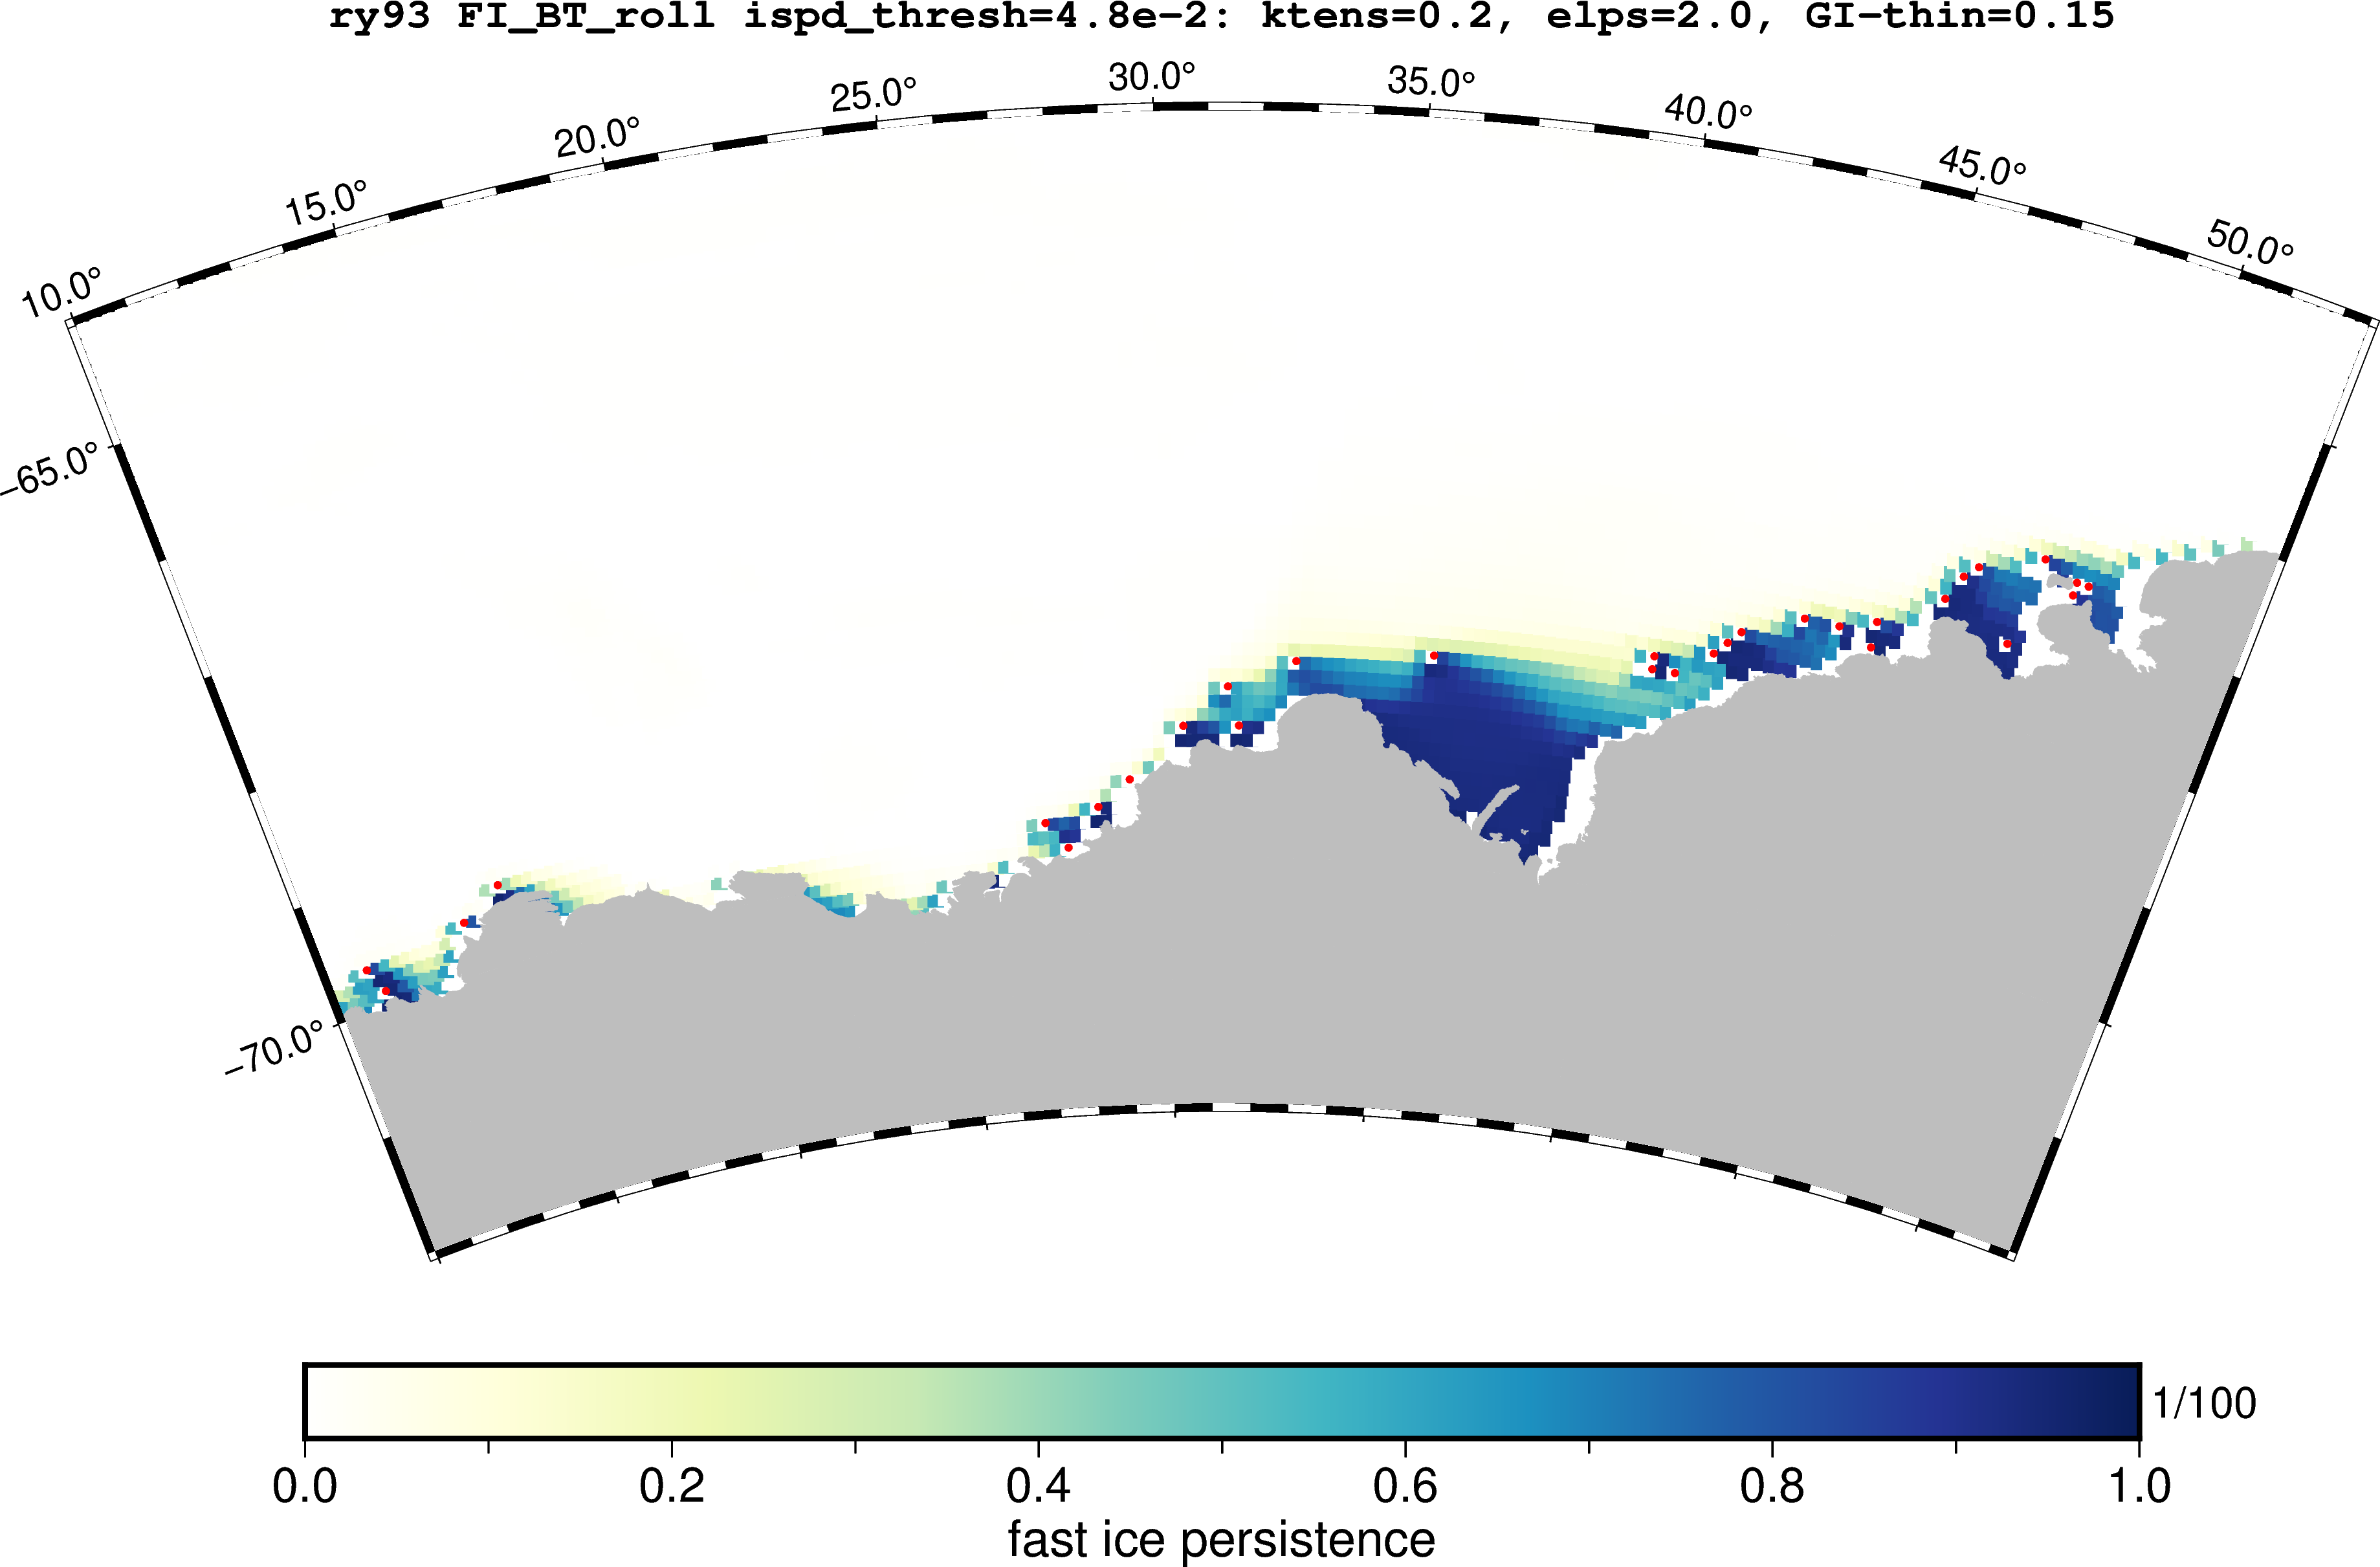 ry93 FI_BT_roll ispd_thresh=4.8e-2: ktens=0.2, elps=2.0, GI-thin=0.15
10.0° 15.0° 20.0° 25.0° 30.0° 35.0° 40.0° 45.0° 50.0°
−65.0°
−70.0°
1/100
0.0 0.2 0.4 0.6 0.8 1.0
fast ice persistence